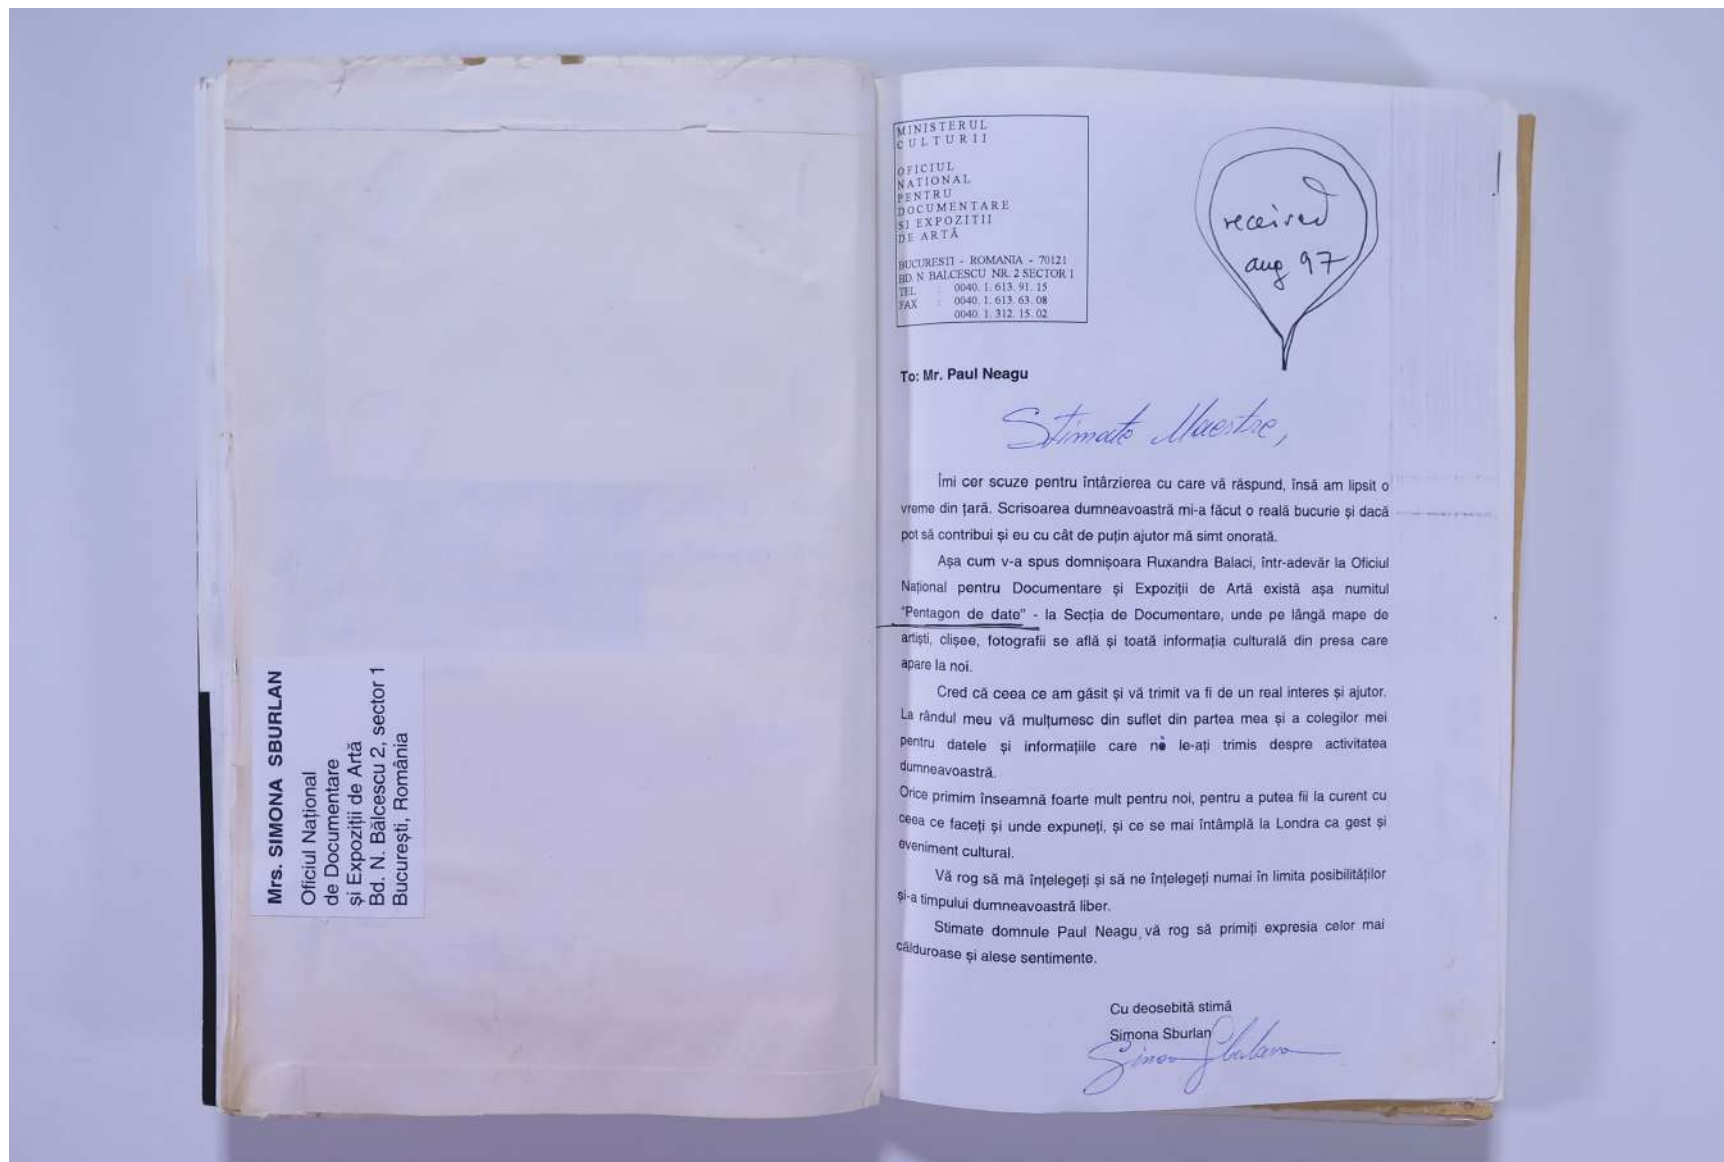 Mrs. SIMONA SBURLAN
Oficiul Național
de Documentare
și Expoziții de Artă
Bd. N. Bălcescu 2, sector 1
București, România
MINISTERUL
CULTURII
OFICIUL
NATIONAL
PENTRU
DOCUMENTARE
SI EXPOZITII
DE ARTĂ
BUCURESTI - ROMANIA - 70121
BD. N BALCESCU NR. 2 SECTOR 1
TEL : 0040. 1. 613. 91. 15
FAX : 0040. 1. 613. 63. 08
0040. 1. 312. 15. 02
received
aug 97
To: Mr. Paul Neagu
Stimate Maestre,
Îmi cer scuze pentru întârzierea cu care vă răspund, însă am lipsit o
vreme din țară. Scrisoarea dumneavoastră mi-a făcut o reală bucurie și dacă
pot să contribui și eu cu cât de puțin ajutor mă simt onorată.
Așa cum v-a spus domnișoara Ruxandra Balaci, într-adevăr la Oficiul
Național pentru Documentare și Expoziții de Artă există așa numitul
"Pentagon de date" - la Secția de Documentare, unde pe lângă mape de
artiști, clișee, fotografii se află și toată informația culturală din presa care
apare la noi.
Cred că ceea ce am găsit și vă trimit va fi de un real interes și ajutor.
La rândul meu vă mulțumesc din suflet din partea mea și a colegilor mei
pentru datele și informațiile care ne le-ați trimis despre activitatea
dumneavoastră.
Orice primim înseamnă foarte mult pentru noi, pentru a putea fii la curent cu
ceea ce faceți și unde expuneți, și ce se mai întâmplă la Londra ca gest și
eveniment cultural.
Vă rog să mă înțelegeți și să ne înțelegeți numai în limita posibilităților
și-a timpului dumneavoastră liber.
Stimate domnule Paul Neagu, vă rog să primiți expresia celor mai
călduroase și alese sentimente.
Cu deosebită stimă
Simona Sburlan